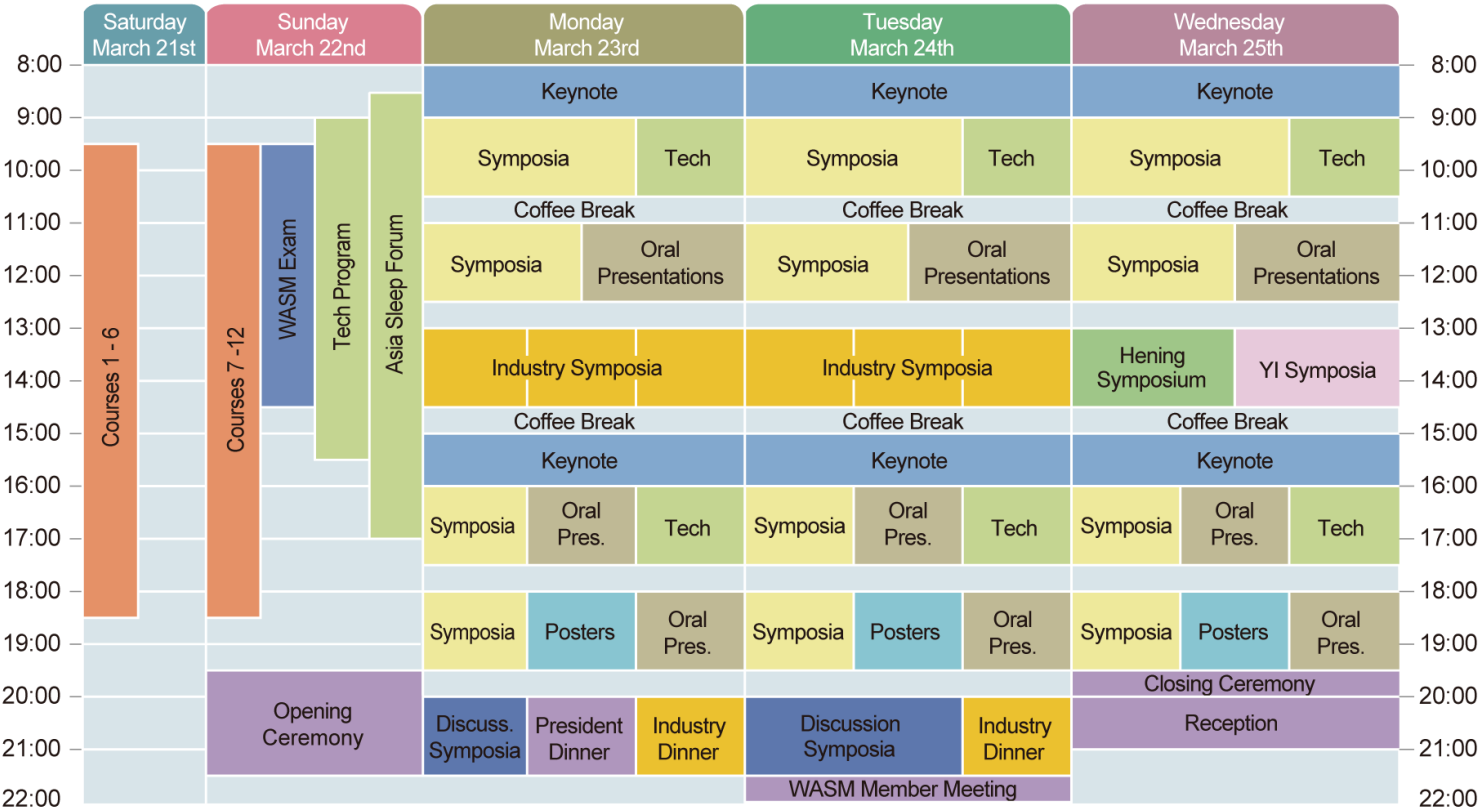 Saturday
March 21st
Sunday
March 22nd
Monday
March 23rd
Tuesday
March 24th
Wednesday
March 25th
8:00
9:00
10:00
11:00
12:00
13:00
14:00
15:00
16:00
17:00
18:00
19:00
20:00
21:00
22:00
Courses 1 - 6
Courses 7 -12
WASM Exam
Tech Program
Asia Sleep Forum
Opening
Ceremony
Keynote
Symposia
Tech
Coffee Break
Symposia
Oral
Presentations
Industry Symposia
Coffee Break
Keynote
Symposia
Oral
Pres.
Tech
Symposia
Posters
Oral
Pres.
Discuss.
Symposia
President
Dinner
Industry
Dinner
Keynote
Symposia
Tech
Coffee Break
Symposia
Oral
Presentations
Industry Symposia
Coffee Break
Keynote
Symposia
Oral
Pres.
Tech
Symposia
Posters
Oral
Pres.
Discussion
Symposia
Industry
Dinner
WASM Member Meeting
Keynote
Symposia
Tech
Coffee Break
Symposia
Oral
Presentations
Hening
Symposium
YI Symposia
Coffee Break
Keynote
Symposia
Oral
Pres.
Tech
Symposia
Posters
Oral
Pres.
Closing Ceremony
Reception
8:00
9:00
10:00
11:00
12:00
13:00
14:00
15:00
16:00
17:00
18:00
19:00
20:00
21:00
22:00